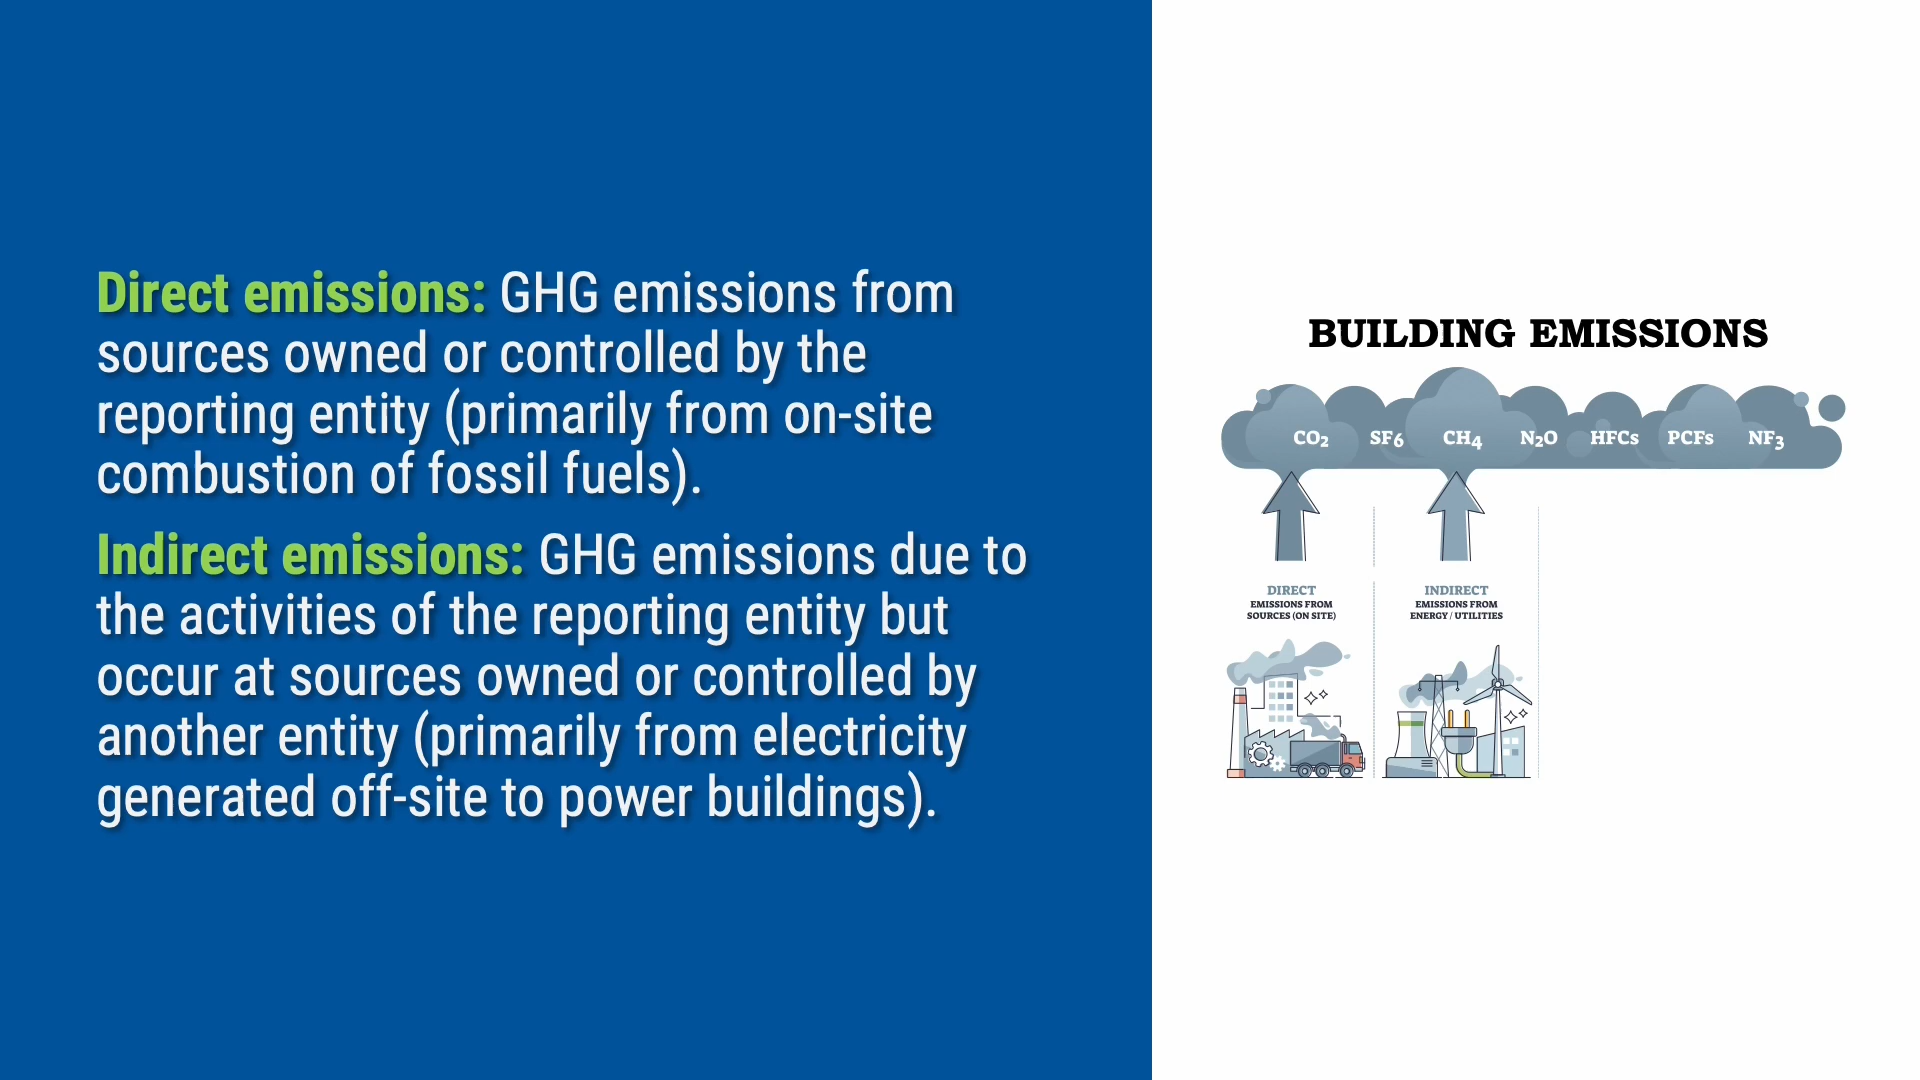 Direct emissions: GHG emissions from
sources owned or controlled by the
reporting entity (primarily from on-site
combustion of fossil fuels).
Indirect emissions: GHG emissions due to
the activities of the reporting entity but
occur at sources owned or controlled by
another entity (primarily from electricity
generated off-site to power buildings).
BUILDING EMISSIONS
CO2 SF6 CH4 N2O HFCs PCFs NF3
DIRECT
EMISSIONS FROM
SOURCES (ON SITE)
INDIRECT
EMISSIONS FROM
ENERGY / UTILITIES